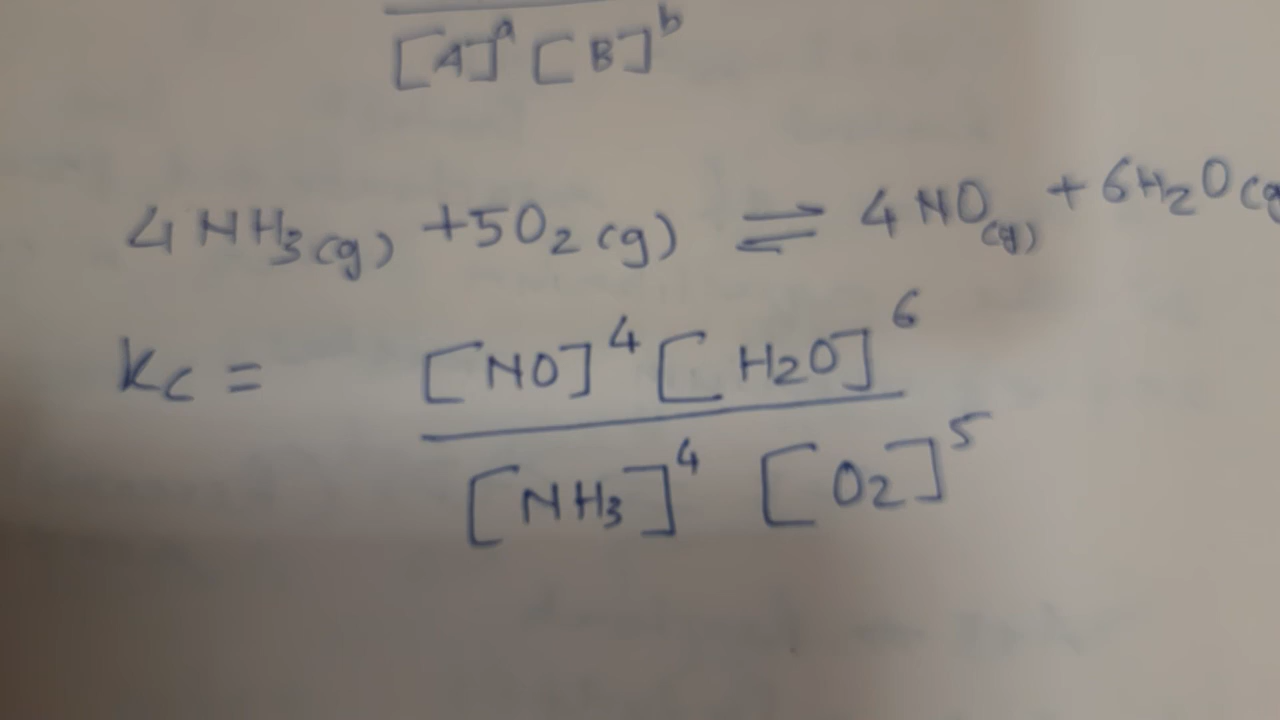 [A]ᵃ [B]ᵇ
4NH₃(g) + 5O₂(g) ⇌ 4NO(g) + 6H₂O(g
Kc = [NO]⁴ [H₂O]⁶
[NH₃]⁴ [O₂]⁵